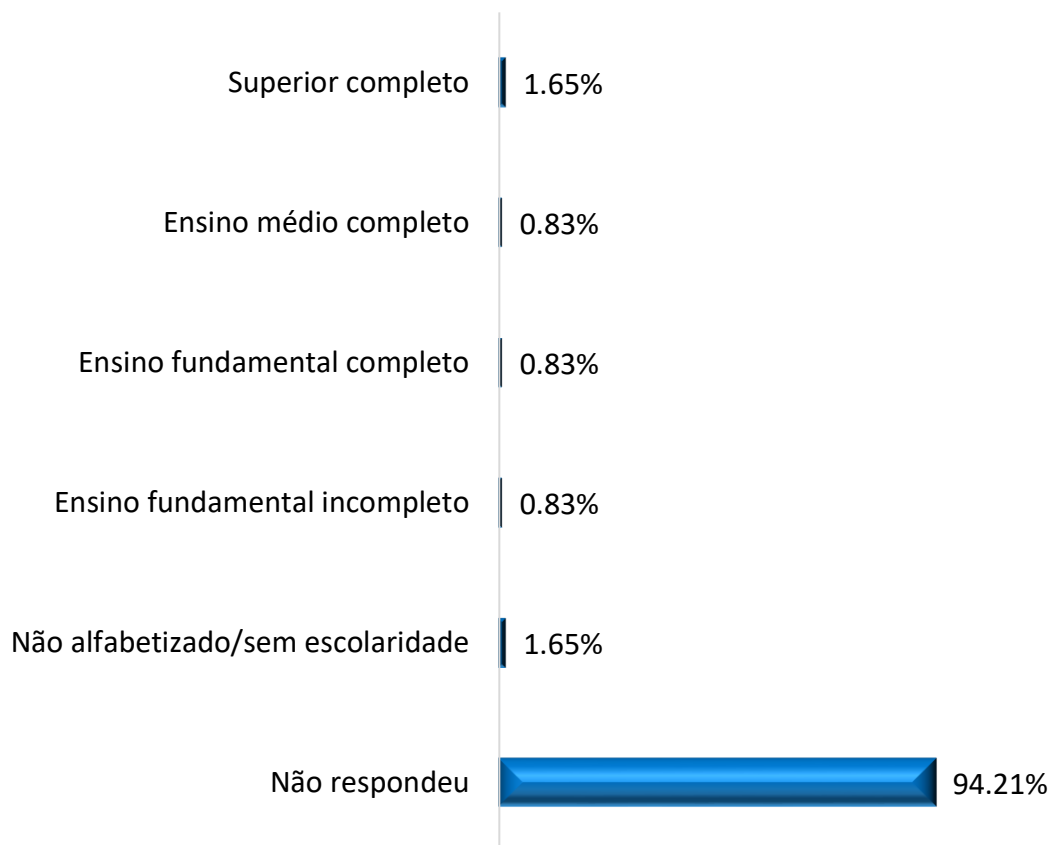 Superior completo 1.65%
Ensino médio completo 0.83%
Ensino fundamental completo 0.83%
Ensino fundamental incompleto 0.83%
Não alfabetizado/sem escolaridade 1.65%
Não respondeu 94.21%